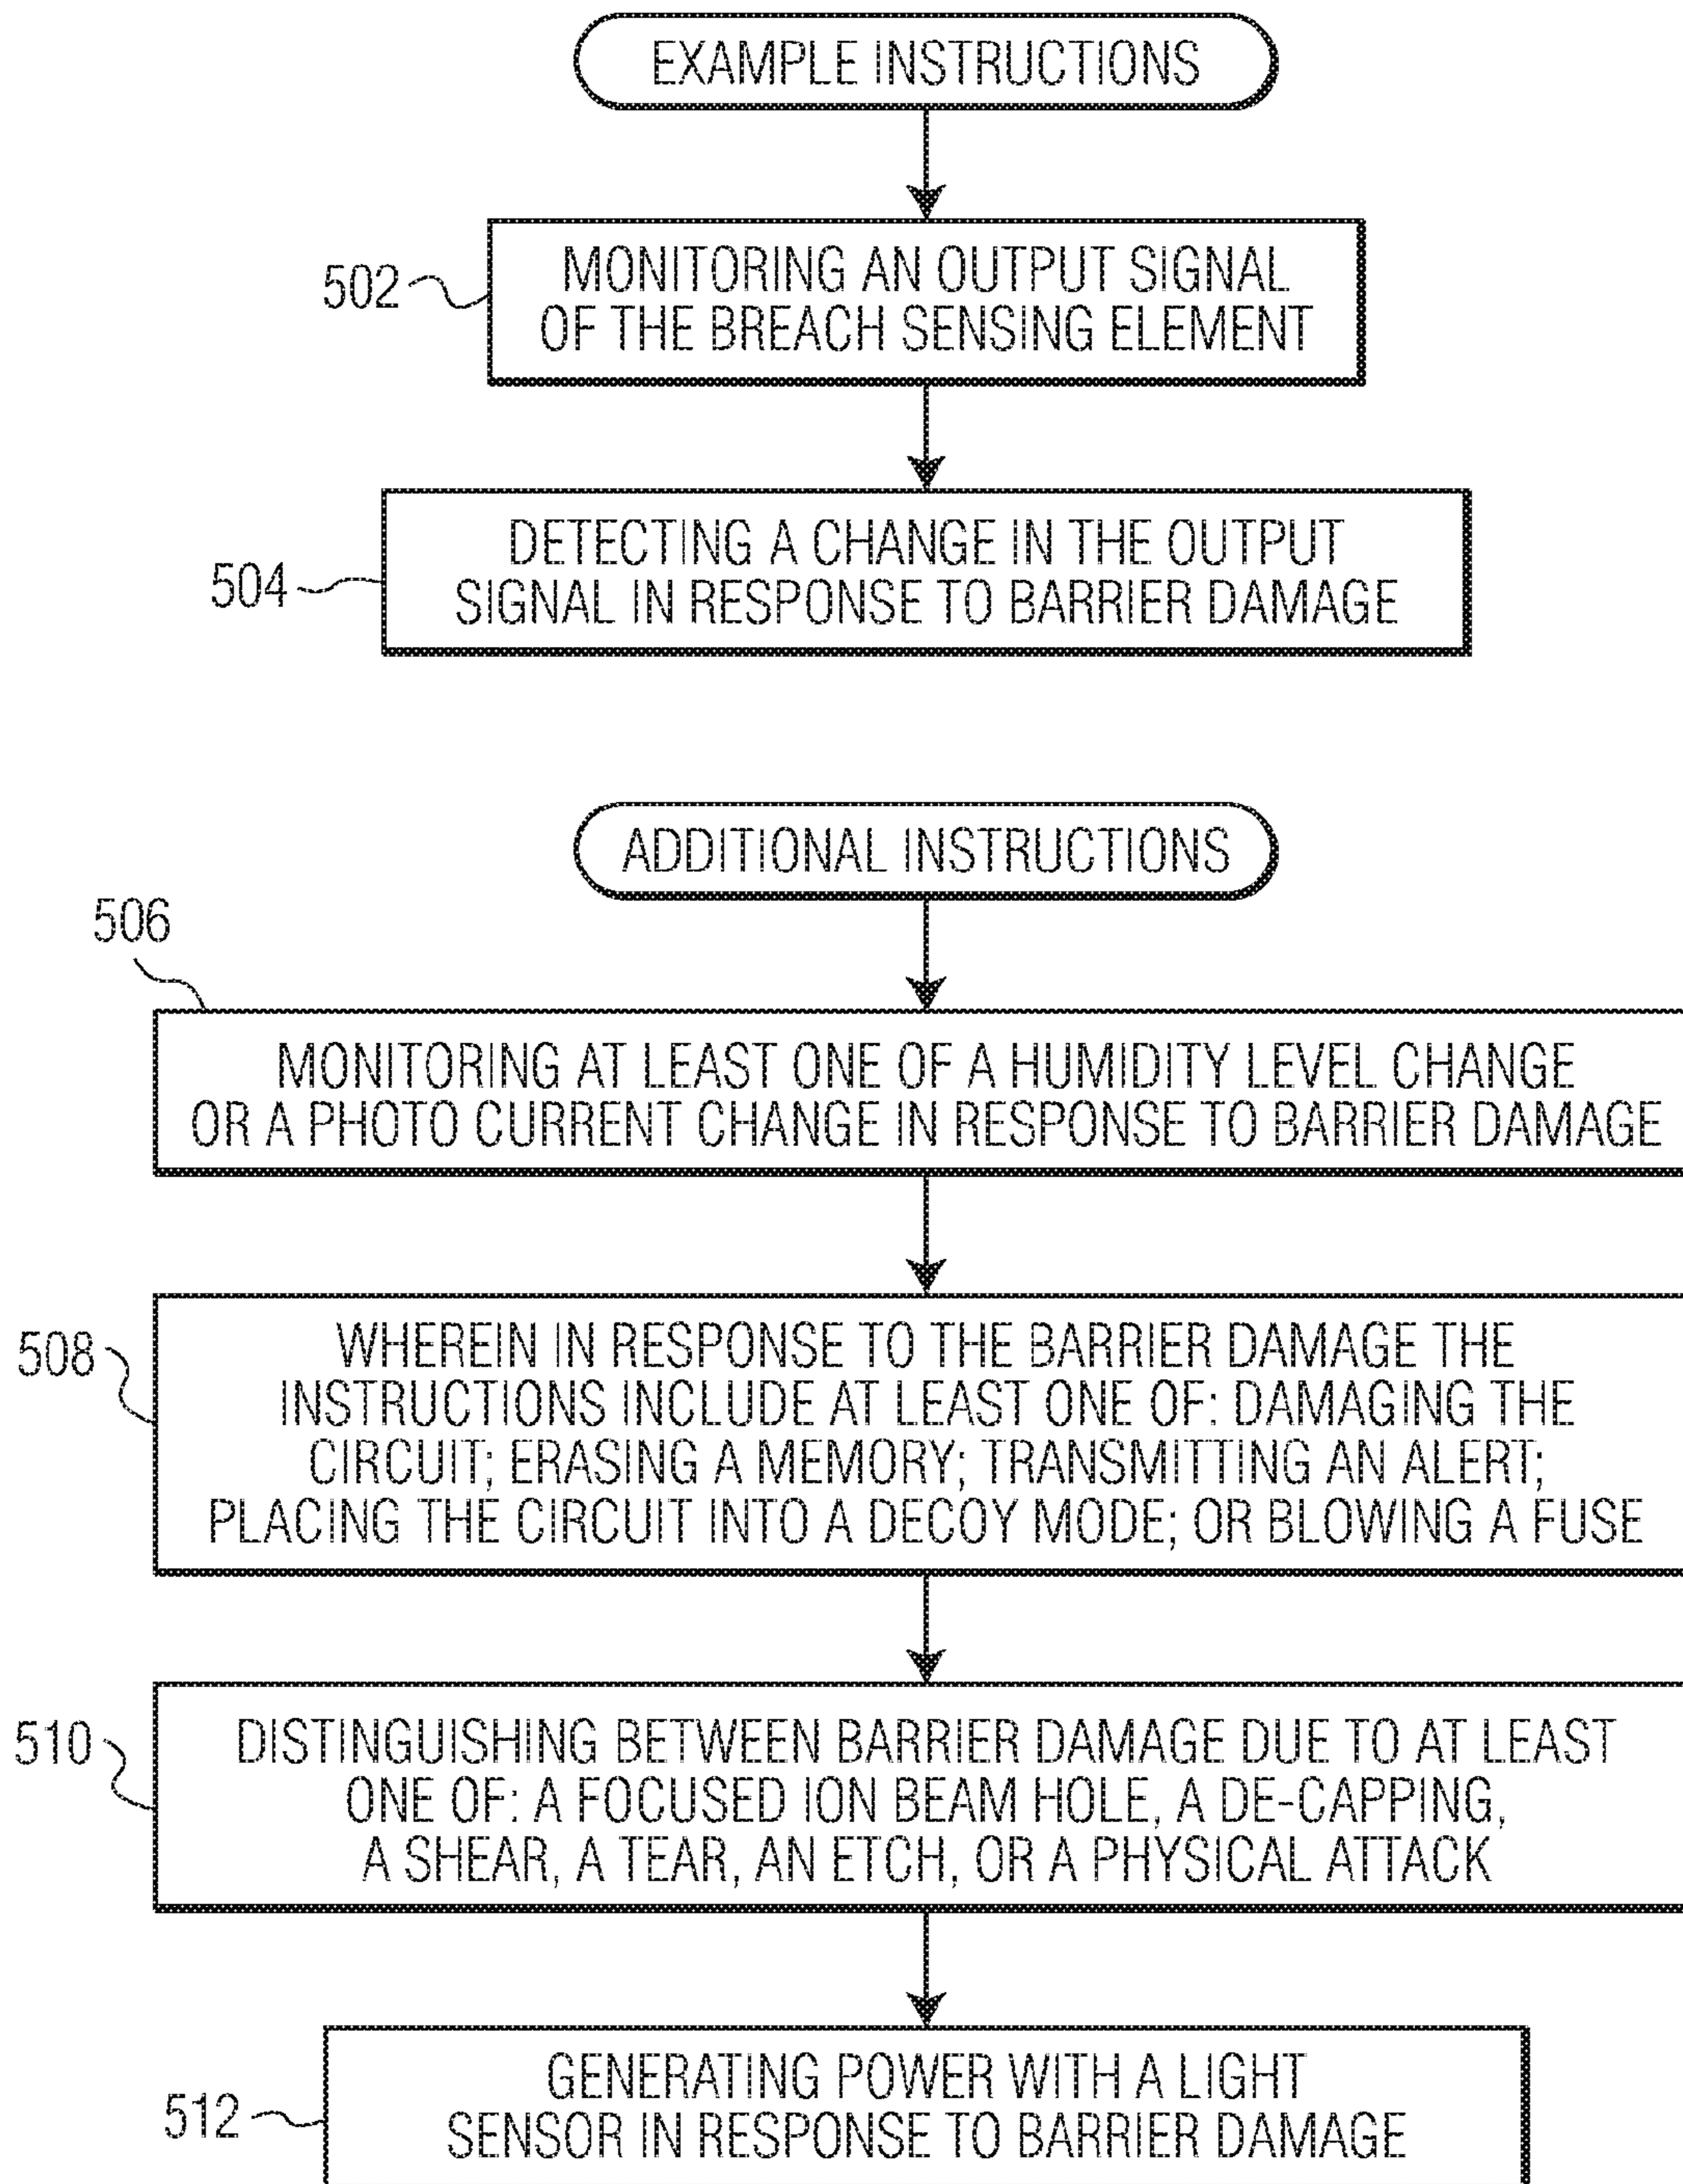 EXAMPLE INSTRUCTIONS
502
MONITORING AN OUTPUT SIGNAL
OF THE BREACH SENSING ELEMENT
504
DETECTING A CHANGE IN THE OUTPUT
SIGNAL IN RESPONSE TO BARRIER DAMAGE
ADDITIONAL INSTRUCTIONS
506
MONITORING AT LEAST ONE OF A HUMIDITY LEVEL CHANGE
OR A PHOTO CURRENT CHANGE IN RESPONSE TO BARRIER DAMAGE
508
WHEREIN IN RESPONSE TO THE BARRIER DAMAGE THE
INSTRUCTIONS INCLUDE AT LEAST ONE OF: DAMAGING THE
CIRCUIT; ERASING A MEMORY; TRANSMITTING AN ALERT;
PLACING THE CIRCUIT INTO A DECOY MODE; OR BLOWING A FUSE
510
DISTINGUISHING BETWEEN BARRIER DAMAGE DUE TO AT LEAST
ONE OF: A FOCUSED ION BEAM HOLE, A DE-CAPPING,
A SHEAR, A TEAR, AN ETCH, OR A PHYSICAL ATTACK
512
GENERATING POWER WITH A LIGHT
SENSOR IN RESPONSE TO BARRIER DAMAGE